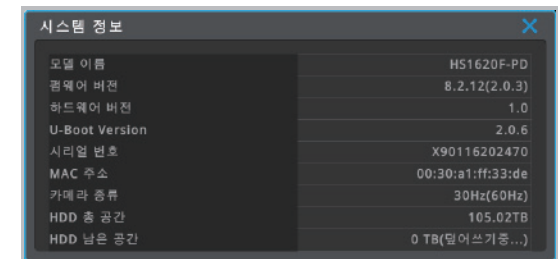 시스템 정보
모델 이름 HS1620F-PD
펌웨어 버전 8.2.12(2.0.3)
하드웨어 버전 1.0
U-Boot Version 2.0.6
시리얼 번호 X90116202470
MAC 주소 00:30:a1:ff:33:de
카메라 종류 30Hz(60Hz)
HDD 총 공간 105.02TB
HDD 남은 공간 0 TB(덮어쓰기중...)